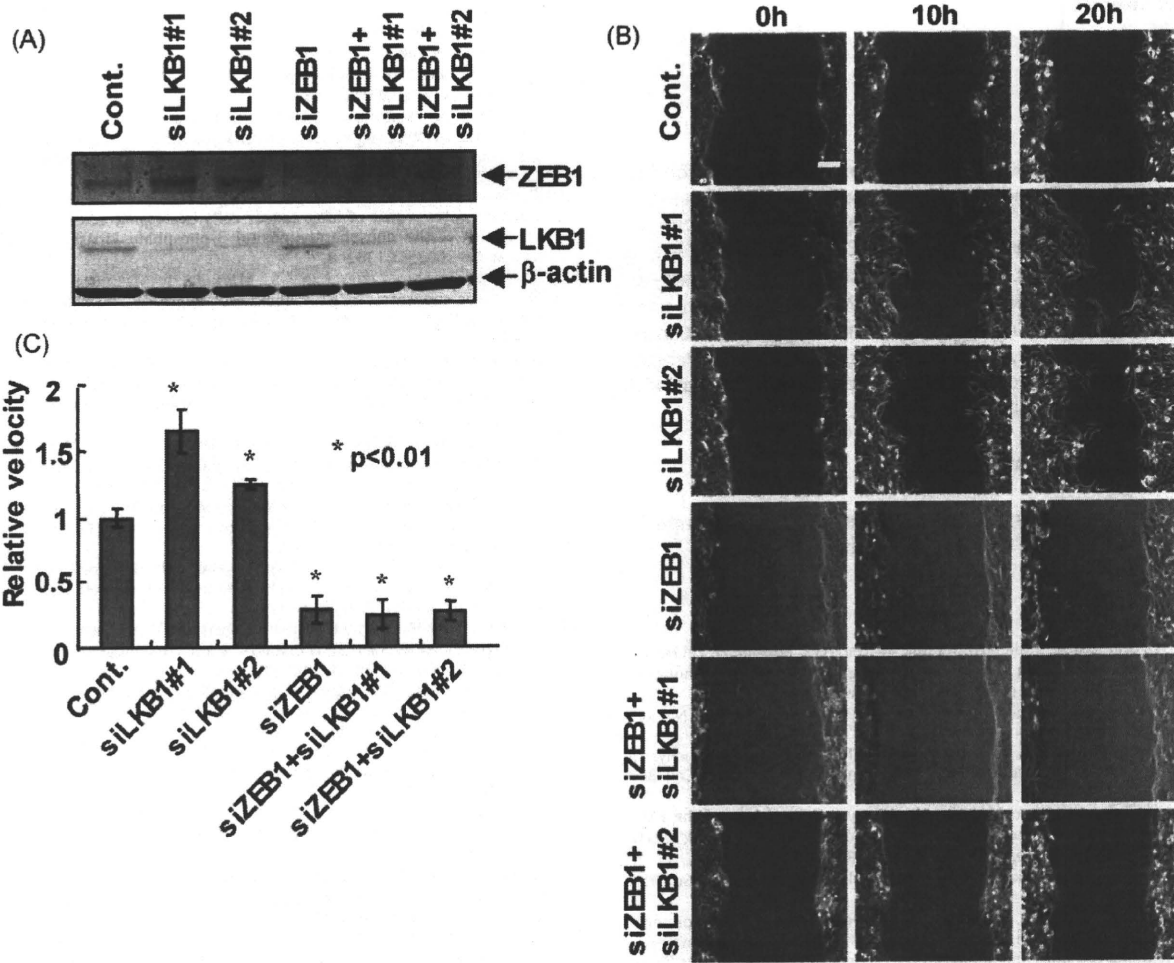 (A)
Cont.
siLKB1#1
siLKB1#2
siZEB1
siZEB1+
siLKB1#1
siZEB1+
siLKB1#2
ZEB1
LKB1
β-actin
(B)
0h
10h
20h
Cont.
siLKB1#1
siLKB1#2
siZEB1
siZEB1+
siLKB1#1
siZEB1+
siLKB1#2
(C)
Relative velocity
2
1.5
1
0.5
0
*
*
*
*
*
* p<0.01
Cont.
siLKB1#1
siLKB1#2
siZEB1
siZEB1+siLKB1#1
siZEB1+siLKB1#2